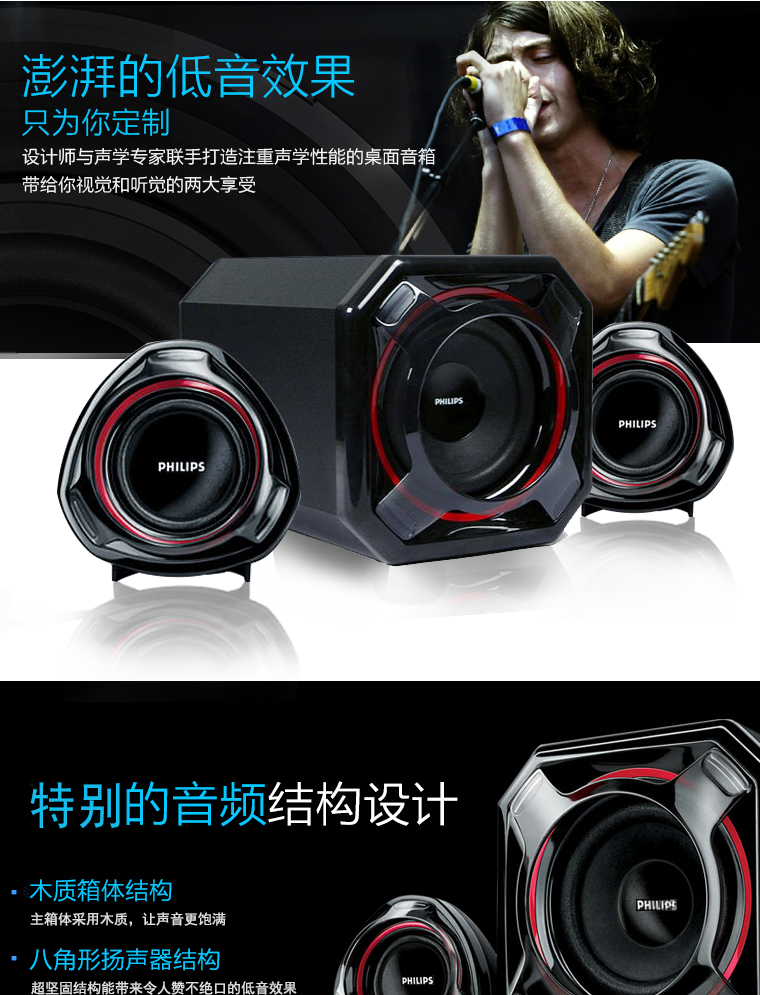 澎湃的低音效果
只为你定制
设计师与声学专家联手打造注重声学性能的桌面音箱
带给你视觉和听觉的两大享受
PHILIPS
PHILIPS
PHILIPS
特别的音频结构设计
木质箱体结构
主箱体采用木质，让声音更饱满
PHILIPS
八角形扬声器结构
PHILIPS
超坚固结构能带来令人赞不绝口的低音效果